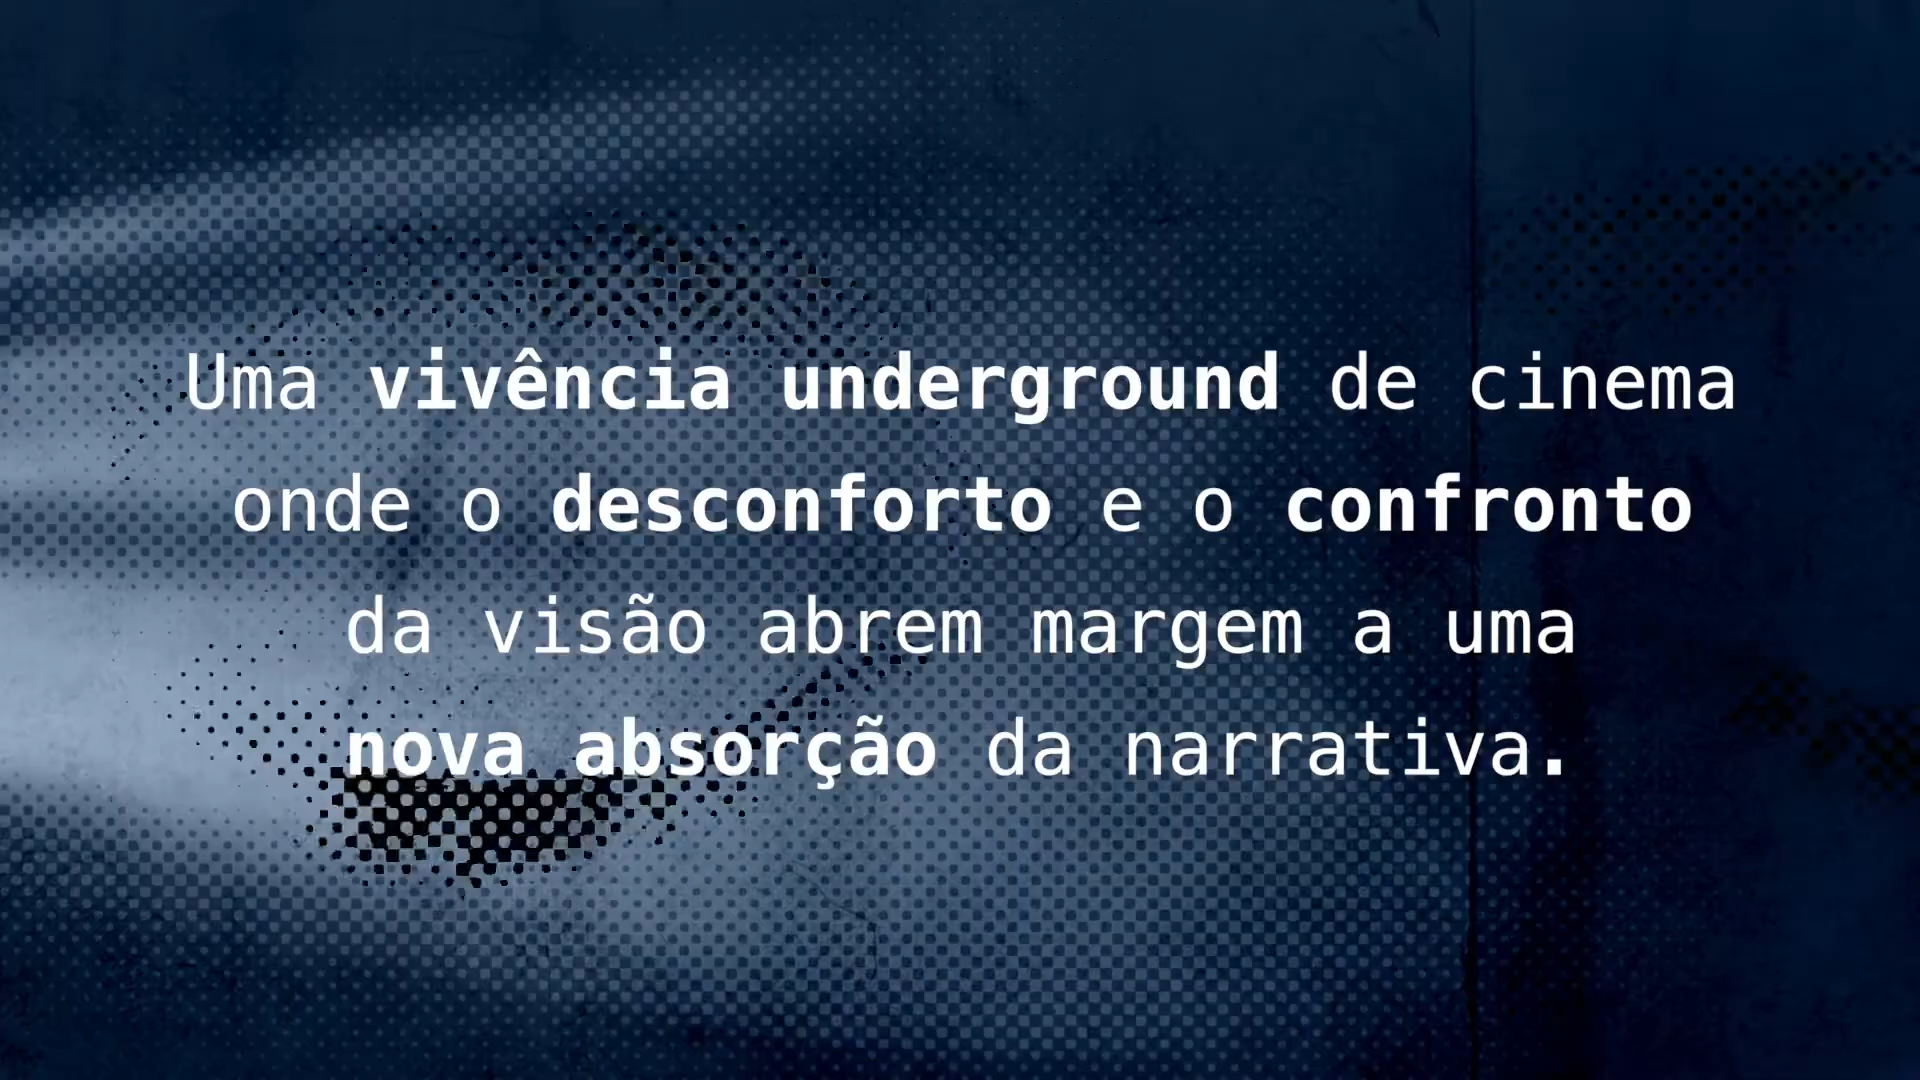 Uma vivência underground de cinema
onde o desconforto e o confronto
da visão abrem margem a uma
nova absorção da narrativa.